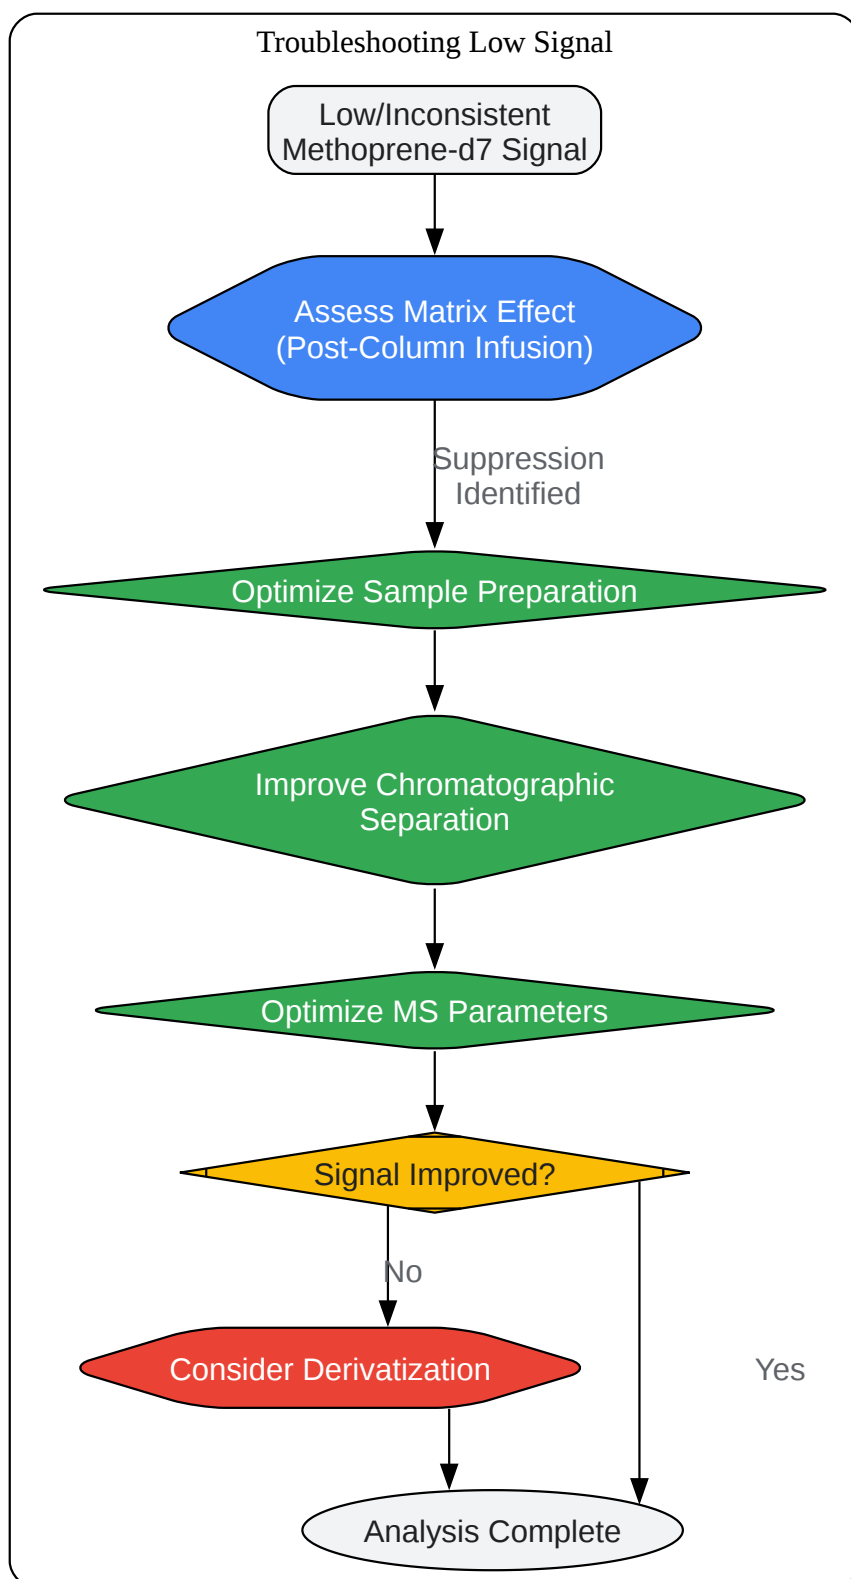 Troubleshooting Low Signal
Low/Inconsistent
Methoprene-d7 Signal
Assess Matrix Effect
(Post-Column Infusion)
Suppression
Identified
Optimize Sample Preparation
Improve Chromatographic
Separation
Optimize MS Parameters
Signal Improved?
No
Consider Derivatization
Yes
Analysis Complete